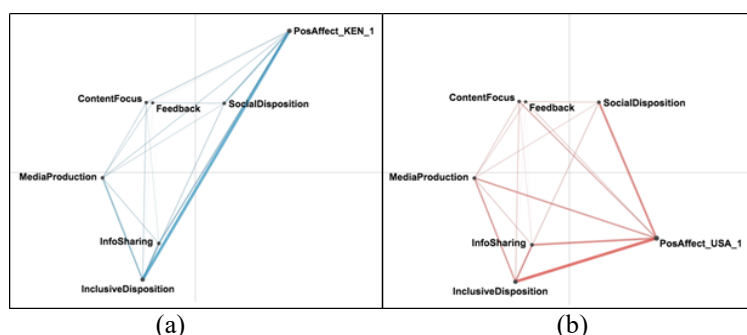 PosAffect_KEN_1
ContentFocus
Feedback
SocialDisposition
MediaProduction
InfoSharing
InclusiveDisposition
(a)
ContentFocus
Feedback
SocialDisposition
MediaProduction
InfoSharing
PosAffect_USA_1
InclusiveDisposition
(b)